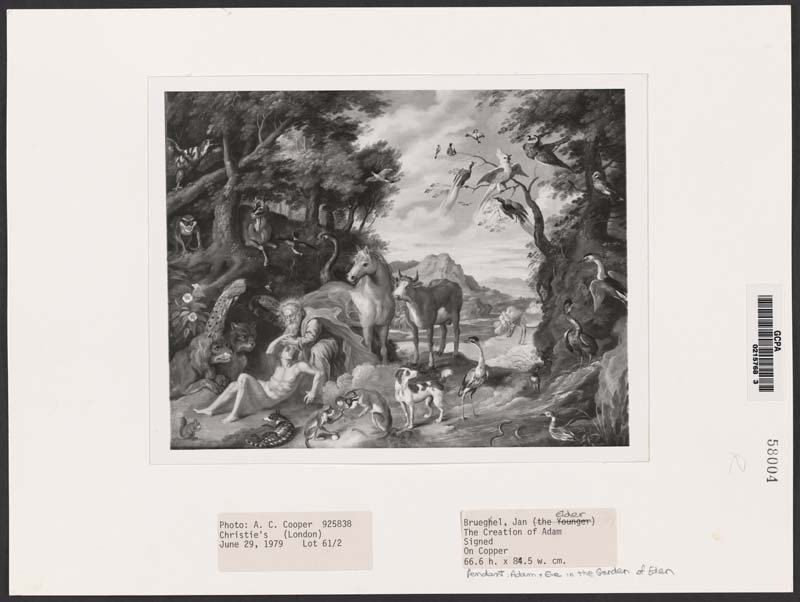 GCPA
0215768 3
58004
Photo: A. C. Cooper 925838
Christie's (London)
June 29, 1979 Lot 61/2
Elder
Brueghel, Jan (the Younger)
The Creation of Adam
Signed
On Copper
66.6 h. x 84.5 w. cm.
Pendant: Adam + Eve in the Garden of Eden